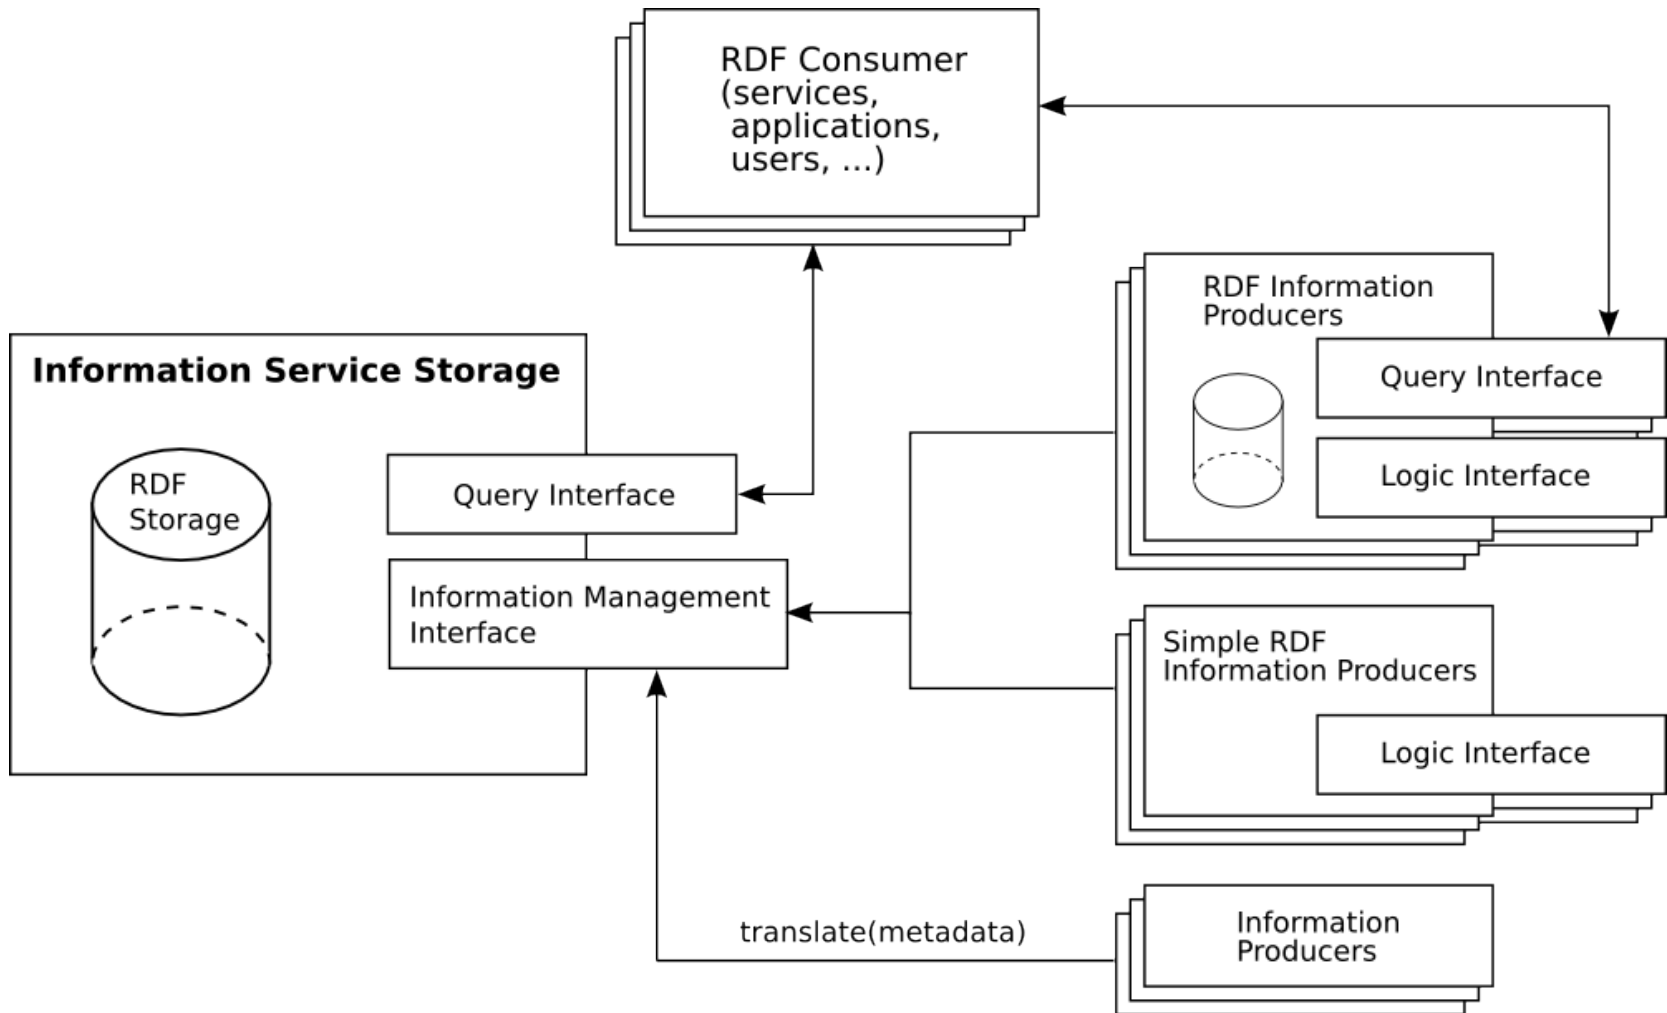 RDF Consumer
(services,
applications,
users, ...)
RDF Information
Producers
Query Interface
Logic Interface
Information Service Storage
RDF
Storage
Query Interface
Information Management
Interface
Simple RDF
Information Producers
Logic Interface
translate(metadata)
Information
Producers